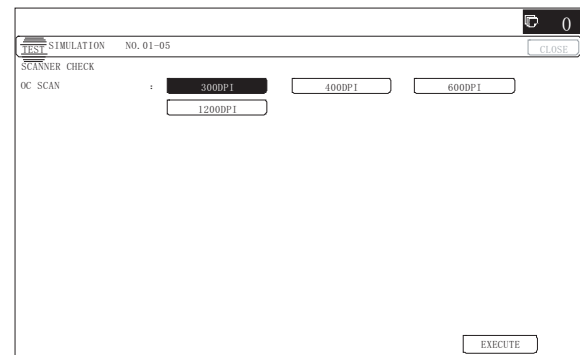 0
TEST SIMULATION NO. 01-05 CLOSE
SCANNER CHECK
OC SCAN : 300DPI 400DPI 600DPI
1200DPI
EXECUTE